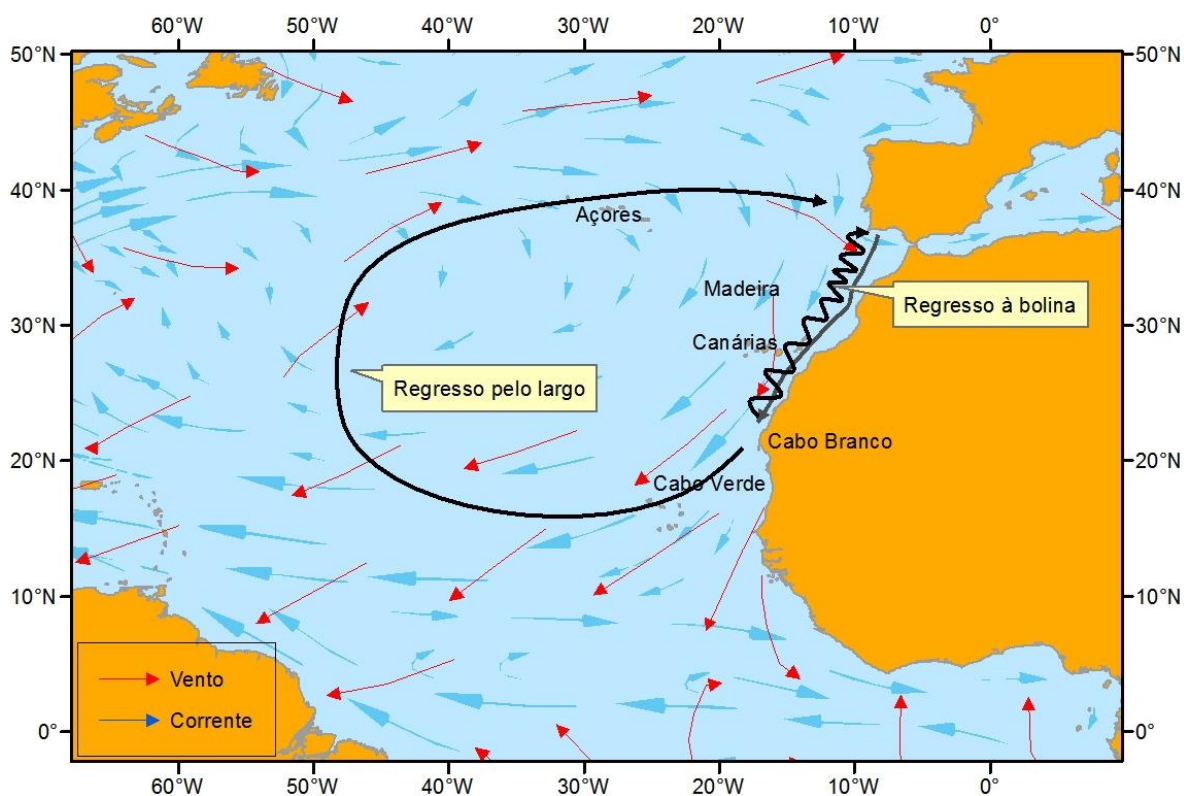 60°W 50°W 40°W 30°W 20°W 10°W 0°
50°N 50°N
40°N 40°N
Açores
Madeira
Regresso à bolina
30°N 30°N
Canárias
Regresso pelo largo
Cabo Branco
20°N 20°N
Cabo Verde
10°N 10°N
Vento
Corrente
0° 0°
60°W 50°W 40°W 30°W 20°W 10°W 0°